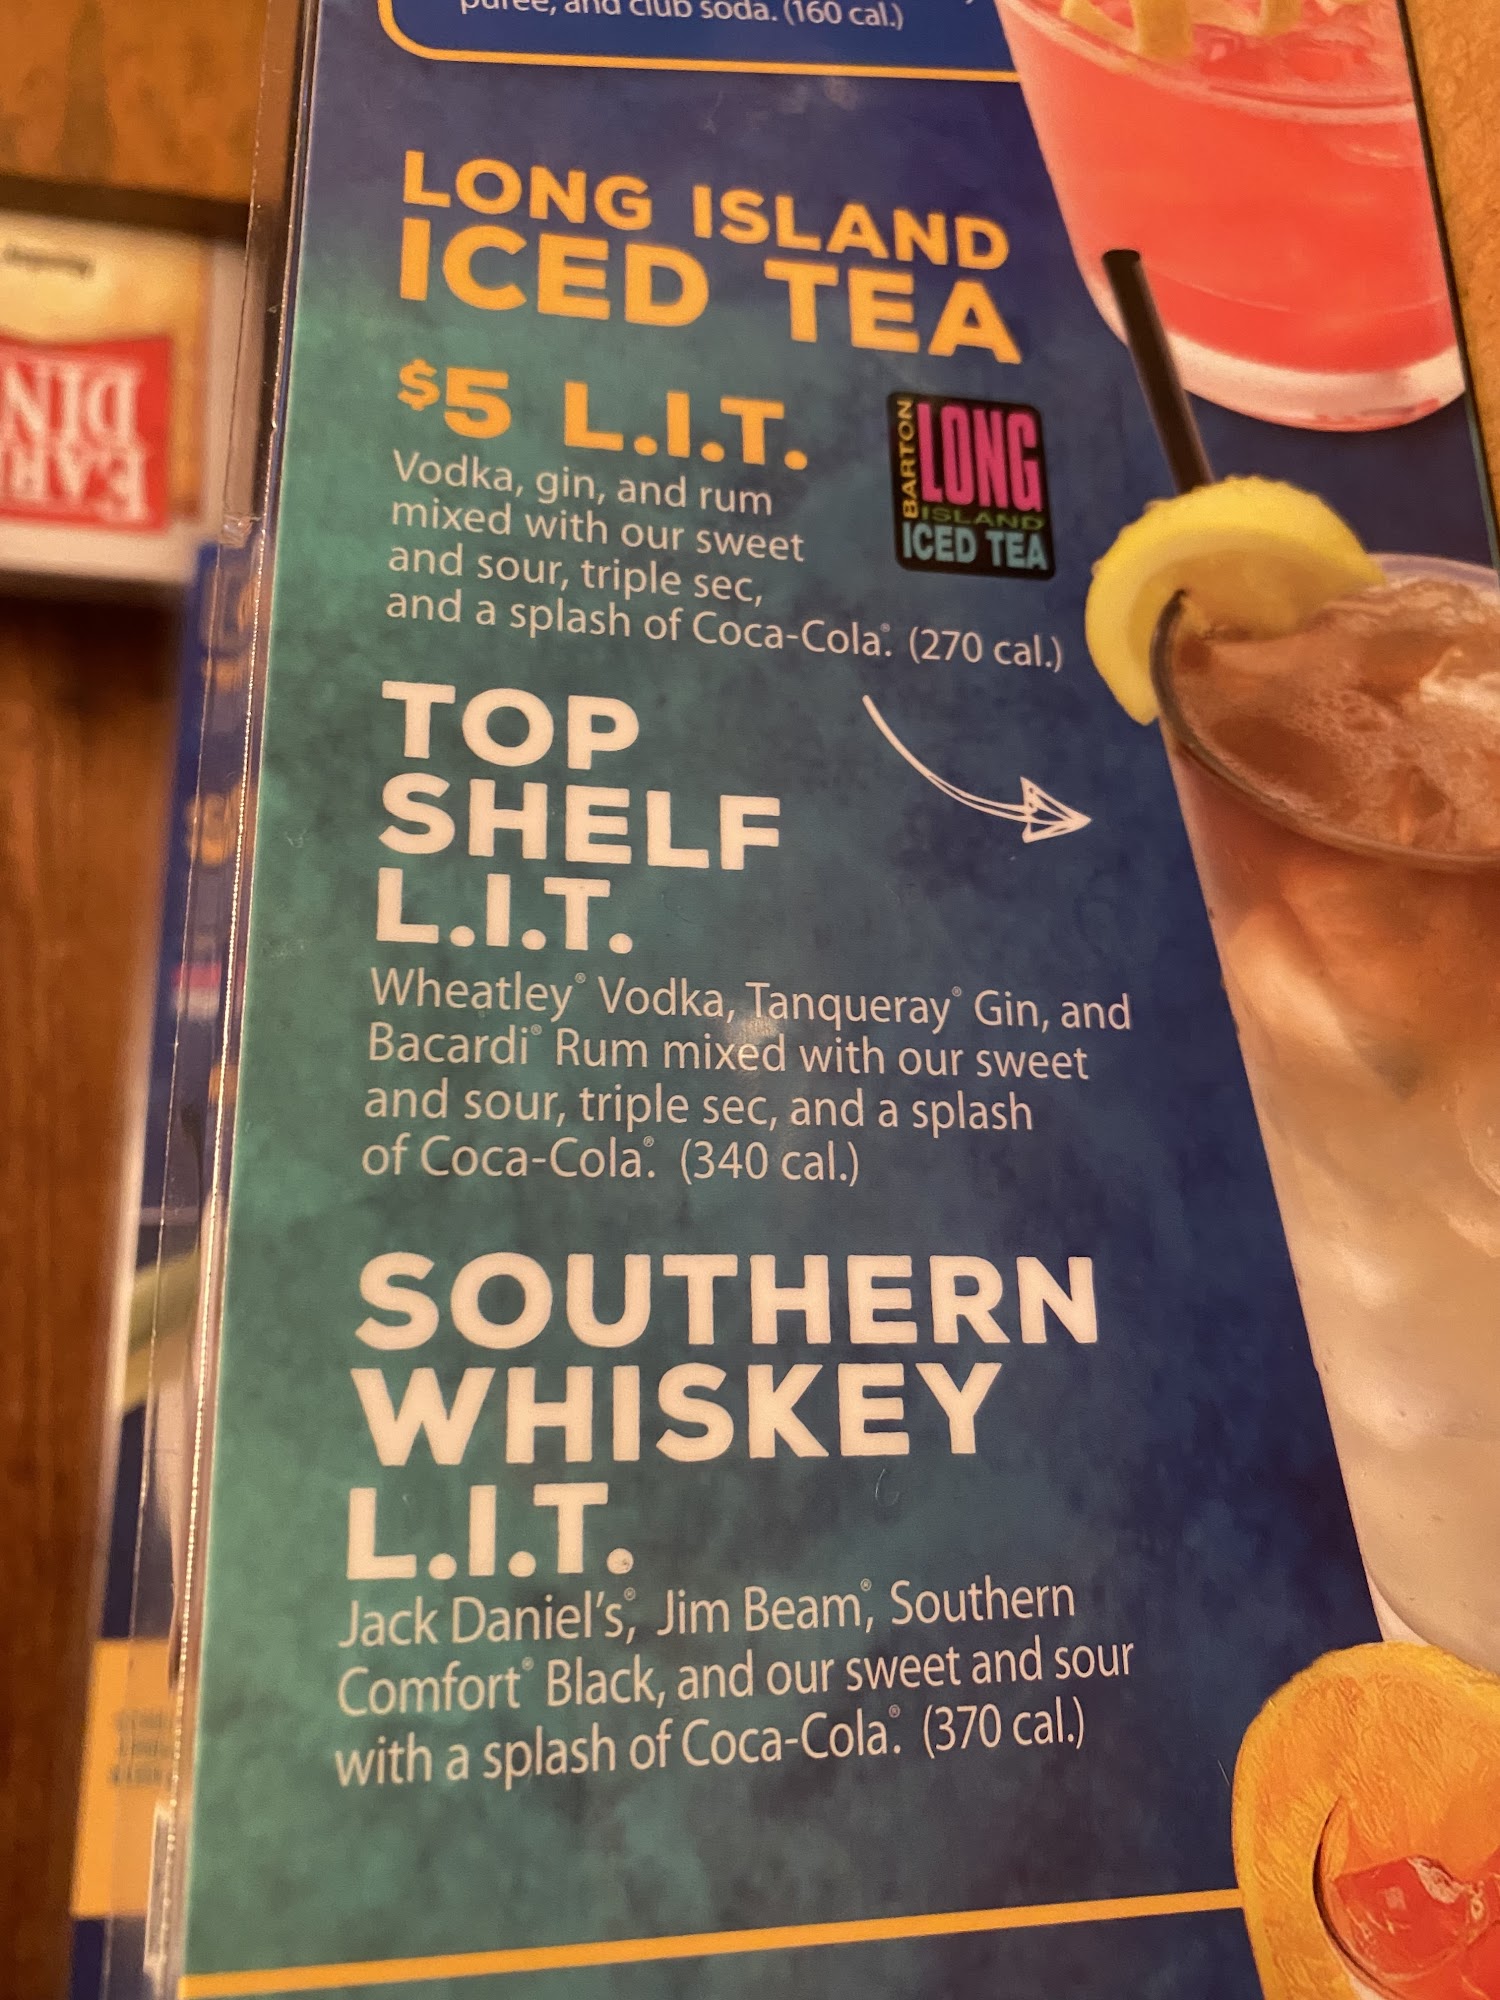 puree, and club soda. (160 cal.)
LONG ISLAND
ICED TEA
$5 L.I.T.
Vodka, gin, and rum
mixed with our sweet
and sour, triple sec,
and a splash of Coca-Cola®. (270 cal.)
BARTON
LONG
ISLAND
ICED TEA
TOP
SHELF
L.I.T.
Wheatley® Vodka, Tanqueray® Gin, and
Bacardi® Rum mixed with our sweet
and sour, triple sec, and a splash
of Coca-Cola®. (340 cal.)
SOUTHERN
WHISKEY
L.I.T.
Jack Daniel's®, Jim Beam®, Southern
Comfort® Black, and our sweet and sour
with a splash of Coca-Cola®. (370 cal.)